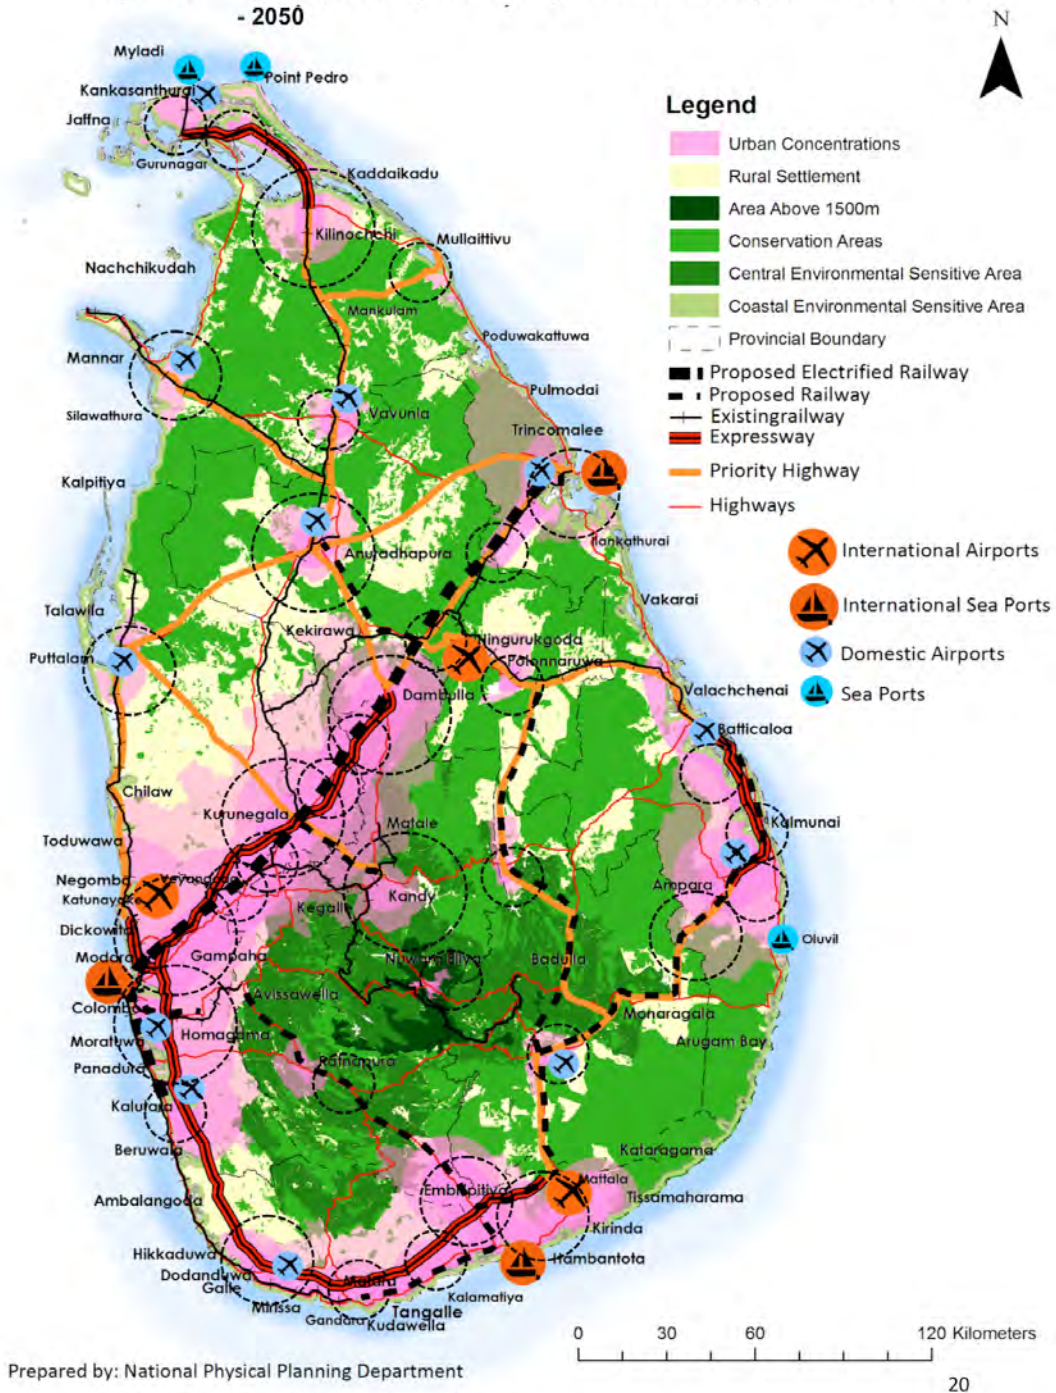 - 2050
N
Myladi
Point Pedro
Kankasanthurai
Jaffna
Gurunagar
Kaddaikadu
Kilinochchi
Mullaittivu
Nachchikudah
Mankulam
Poduwakattuwa
Mannar
Pulmodai
Silawathura
Vavunia
Trincomalee
Kalpitiya
Anuradhapura
Ilankathurai
Vakarai
Talawila
Kekirawa
Hingurukgoda
Puttalam
Polonnaruwa
Dambulla
Valachchenai
Batticaloa
Chilaw
Kurunegala
Matale
Kalmunai
Toduwawa
Negombo
Veyangoda
Katunayake
Ampara
Kegalle
Kandy
Dickowita
Oluvil
Modara
Gampaha
Nuwara Eliya
Badulla
Avissawella
Colombo
Monaragala
Moratuwa
Homagama
Arugam Bay
Panadura
Ratnapura
Kalutara
Beruwala
Kataragama
Mattala
Embilipitiya
Tissamaharama
Ambalangoda
Kirinda
Hikkaduwa
Hambantota
Dodanduwa
Galle
Matara
Kalamatiya
Mirissa
Tangalle
Gandara
Kudawella
Legend
Urban Concentrations
Rural Settlement
Area Above 1500m
Conservation Areas
Central Environmental Sensitive Area
Coastal Environmental Sensitive Area
Provincial Boundary
Proposed Electrified Railway
Proposed Railway
Existingrailway
Expressway
Priority Highway
Highways
International Airports
International Sea Ports
Domestic Airports
Sea Ports
0 30 60 120 Kilometers
Prepared by: National Physical Planning Department
20